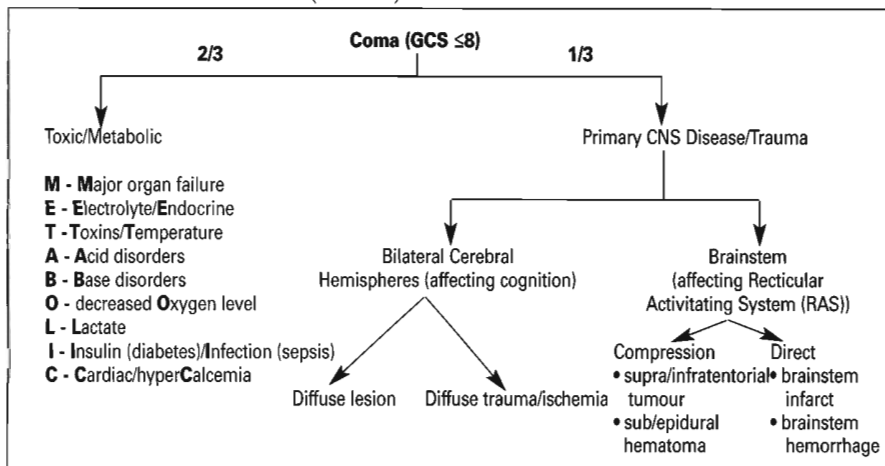 Coma (GCS ≤8)
2/3
1/3
Toxic/Metabolic
M - Major organ failure
E - Electrolyte/Endocrine
T - Toxins/Temperature
A - Acid disorders
B - Base disorders
O - decreased Oxygen level
L - Lactate
I - Insulin (diabetes)/Infection (sepsis)
C - Cardiac/hyperCalcemia
Primary CNS Disease/Trauma
Bilateral Cerebral
Hemispheres (affecting cognition)
Diffuse lesion
Diffuse trauma/ischemia
Brainstem
(affecting Recticular
Activitating System (RAS))
Compression
• supra/infratentorial
tumour
• sub/epidural
hematoma
Direct
• brainstem
infarct
• brainstem
hemorrhage